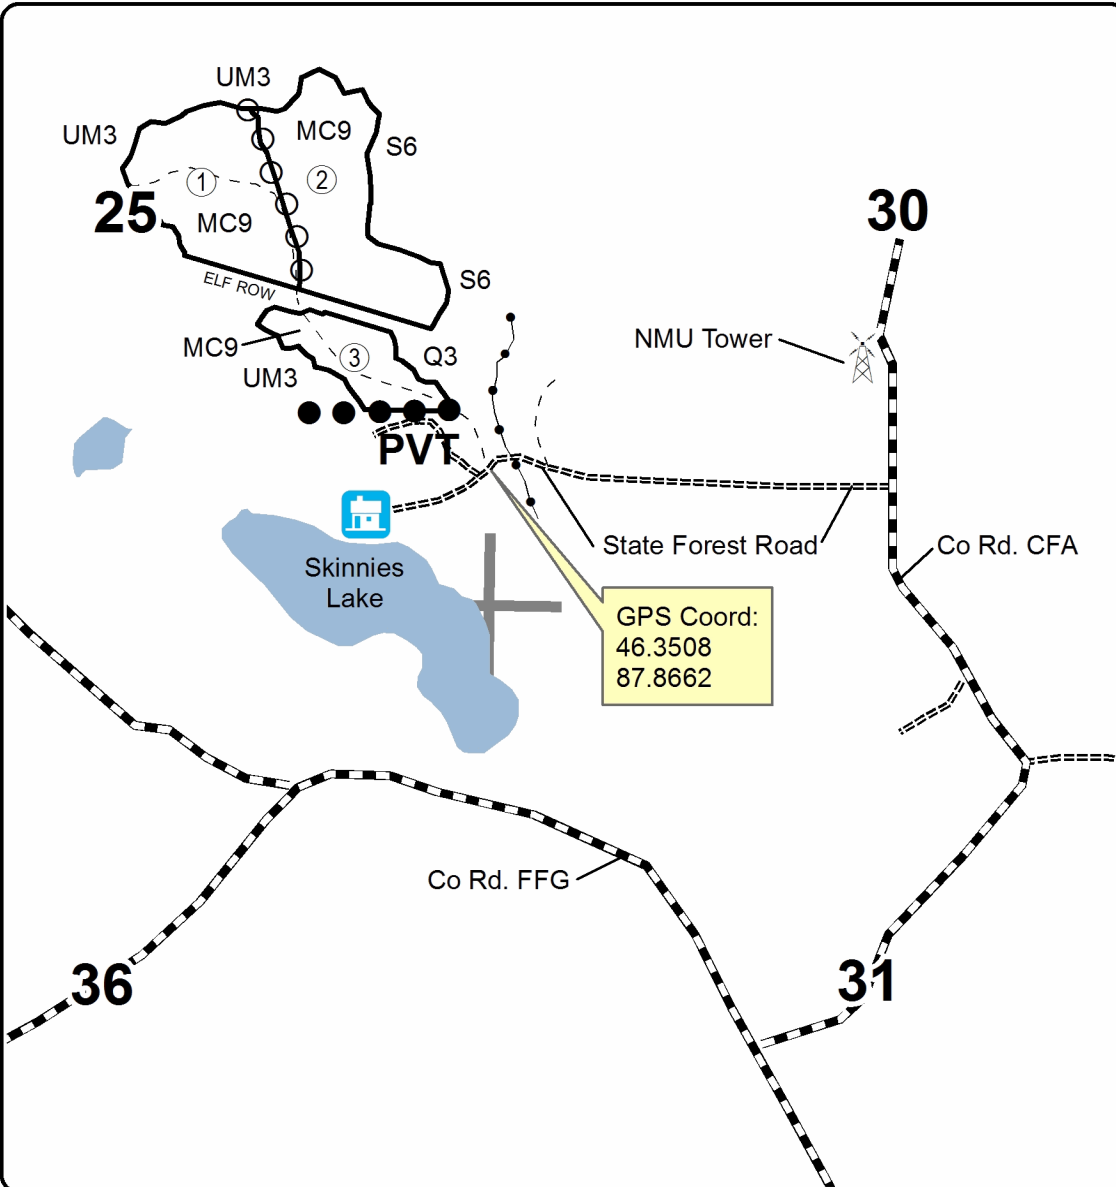 UM3
UM3
MC9
S6
1
2
25
MC9
30
S6
ELF ROW
NMU Tower
MC9
3
Q3
UM3
PVT
State Forest Road
Co Rd. CFA
Skinnies
Lake
GPS Coord:
46.3508
87.8662
Co Rd. FFG
36
31